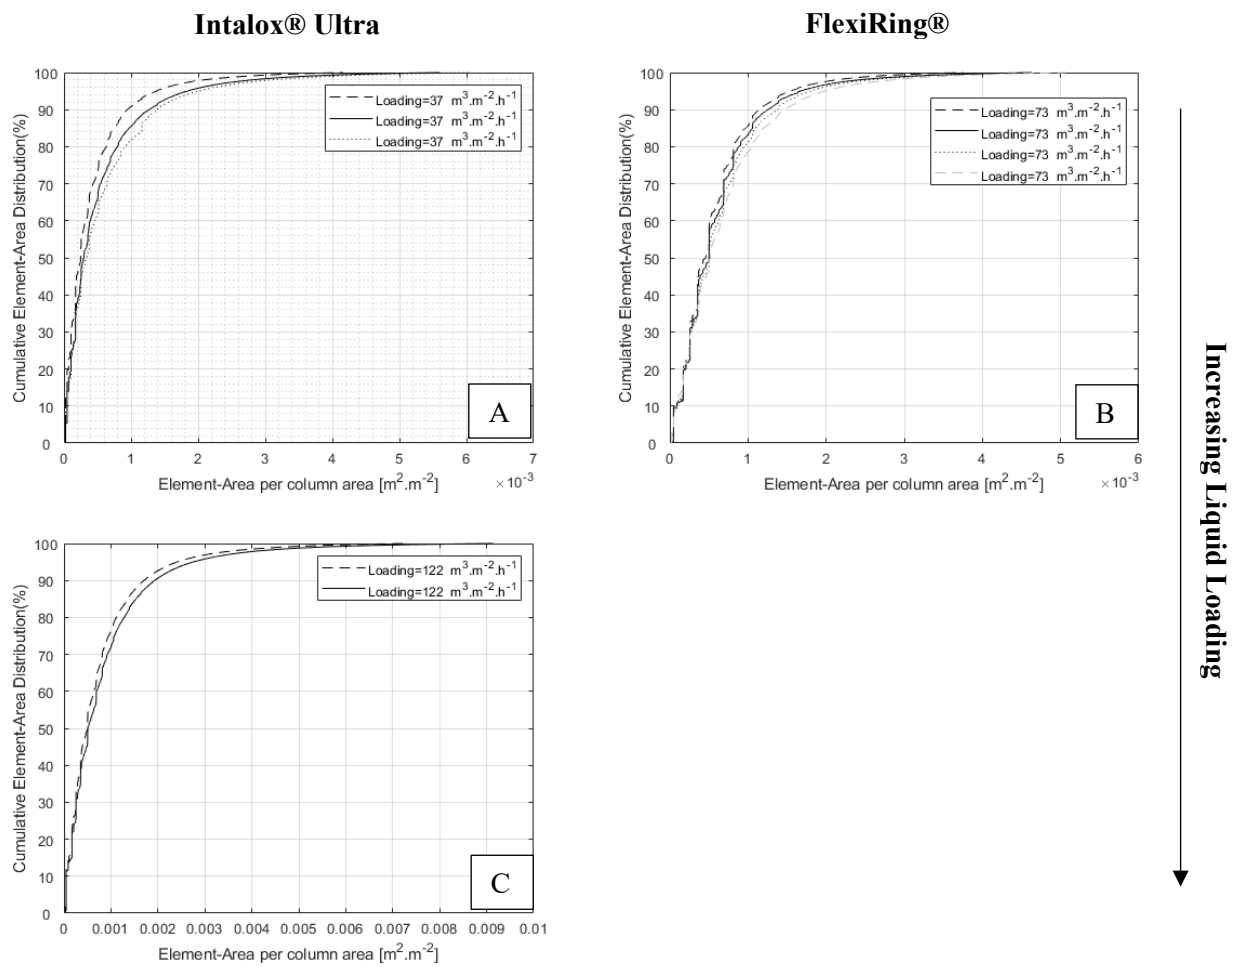 Intalox® Ultra
FlexiRing®
Cumulative Element-Area Distribution(%)
100
90
80
70
60
50
40
30
20
10
0
Loading=37 m³.m⁻².h⁻¹
Loading=37 m³.m⁻².h⁻¹
Loading=37 m³.m⁻².h⁻¹
A
0 1 2 3 4 5 6 7
Element-Area per column area [m².m⁻²] ×10⁻³
Cumulative Element-Area Distribution(%)
100
90
80
70
60
50
40
30
20
10
0
Loading=73 m³.m⁻².h⁻¹
Loading=73 m³.m⁻².h⁻¹
Loading=73 m³.m⁻².h⁻¹
Loading=73 m³.m⁻².h⁻¹
B
0 1 2 3 4 5 6
Element-Area per column area [m².m⁻²] ×10⁻³
Increasing Liquid Loading
Cumulative Element-Area Distribution(%)
100
90
80
70
60
50
40
30
20
10
0
Loading=122 m³.m⁻².h⁻¹
Loading=122 m³.m⁻².h⁻¹
C
0 0.001 0.002 0.003 0.004 0.005 0.006 0.007 0.008 0.009 0.01
Element-Area per column area [m².m⁻²]